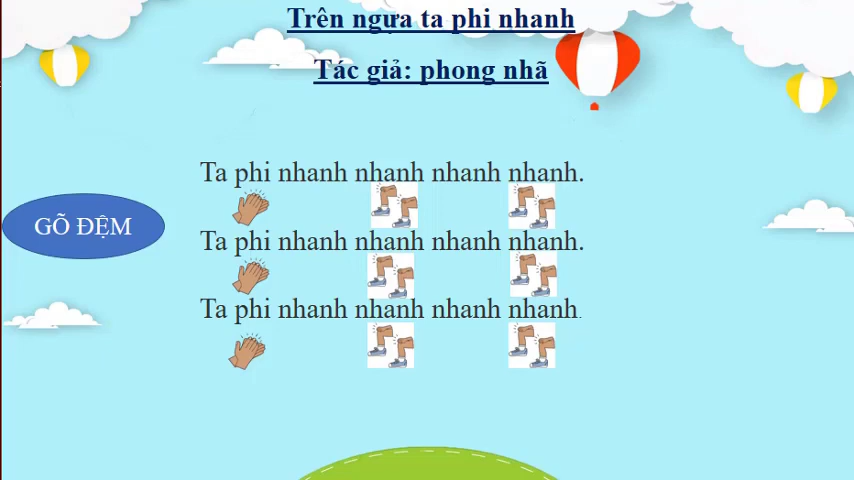 Trên ngựa ta phi nhanh
Tác giả: phong nhã
Ta phi nhanh nhanh nhanh nhanh.
GÕ ĐỆM
Ta phi nhanh nhanh nhanh nhanh.
Ta phi nhanh nhanh nhanh nhanh.